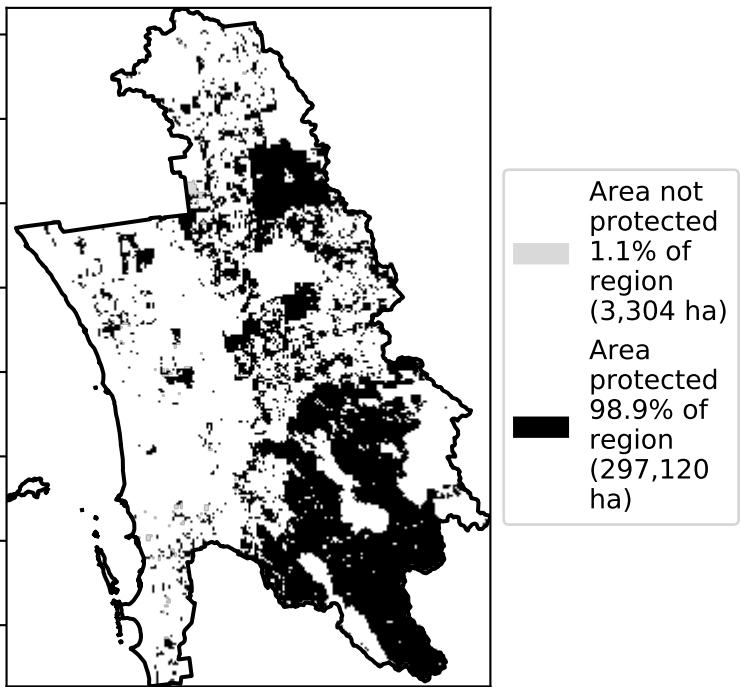 Area not
protected
1.1% of
region
(3,304 ha)
Area
protected
98.9% of
region
(297,120
ha)